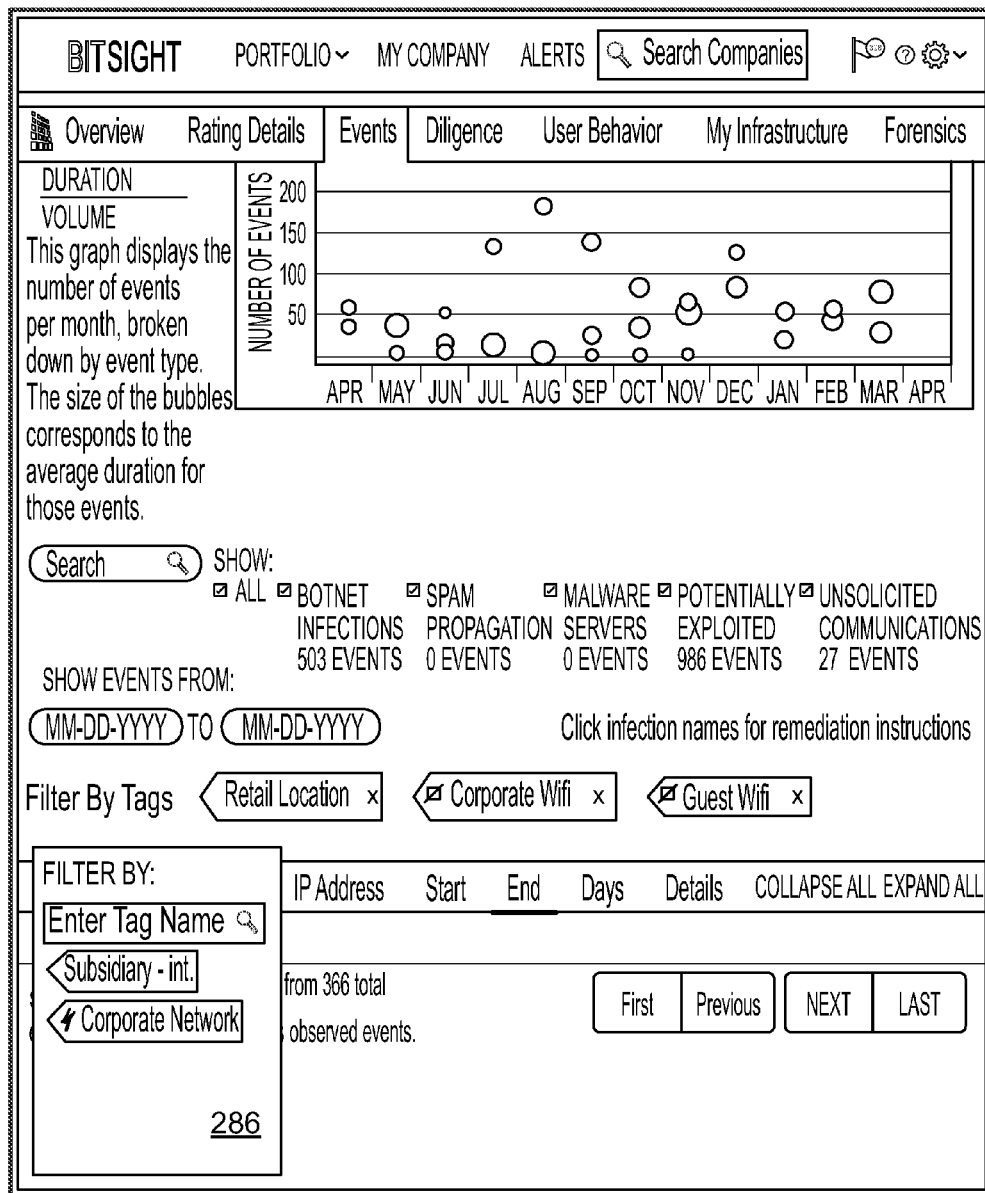 BITSIGHT PORTFOLIO MY COMPANY ALERTS Search Companies
Overview Rating Details Events Diligence User Behavior My Infrastructure Forensics
DURATION
VOLUME
This graph displays the
number of events
per month, broken
down by event type.
The size of the bubbles
corresponds to the
average duration for
those events.
NUMBER OF EVENTS
200
150
100
50
APR MAY JUN JUL AUG SEP OCT NOV DEC JAN FEB MAR APR
Search SHOW:
ALL BOTNET SPAM MALWARE POTENTIALLY UNSOLICITED
INFECTIONS PROPAGATION SERVERS EXPLOITED COMMUNICATIONS
503 EVENTS 0 EVENTS 0 EVENTS 986 EVENTS 27 EVENTS
SHOW EVENTS FROM:
MM-DD-YYYY TO MM-DD-YYYY Click infection names for remediation instructions
Filter By Tags Retail Location x Corporate Wifi x Guest Wifi x
FILTER BY:
Enter Tag Name
Subsidiary - int.
Corporate Network
286
IP Address Start End Days Details COLLAPSE ALL EXPAND ALL
from 366 total
observed events.
First Previous NEXT LAST